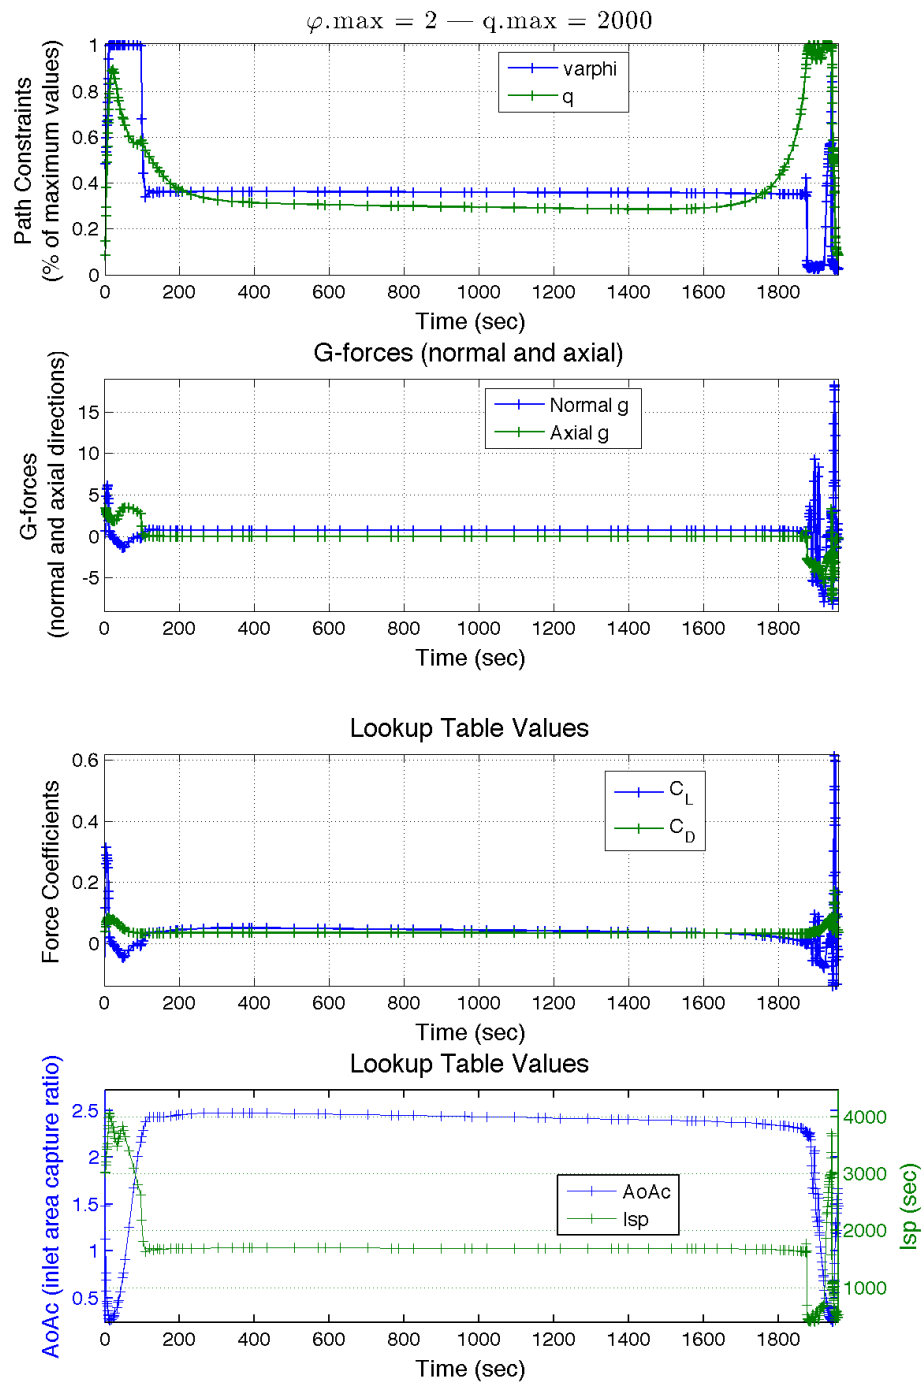 φ.max = 2 — q.max = 2000
Path Constraints
(% of maximum values)
1
0.8
0.6
0.4
0.2
0
varphi
q
0 200 400 600 800 1000 1200 1400 1600 1800
Time (sec)
G-forces (normal and axial)
G-forces
(normal and axial directions)
15
10
5
0
-5
Normal g
Axial g
0 200 400 600 800 1000 1200 1400 1600 1800
Time (sec)
Lookup Table Values
Force Coefficients
0.6
0.4
0.2
0
C_L
C_D
0 200 400 600 800 1000 1200 1400 1600 1800
Time (sec)
Lookup Table Values
AoAc (inlet area capture ratio)
2.5
2
1.5
1
0.5
AoAc
Isp
4000
3000
2000
1000
Isp (sec)
0 200 400 600 800 1000 1200 1400 1600 1800
Time (sec)